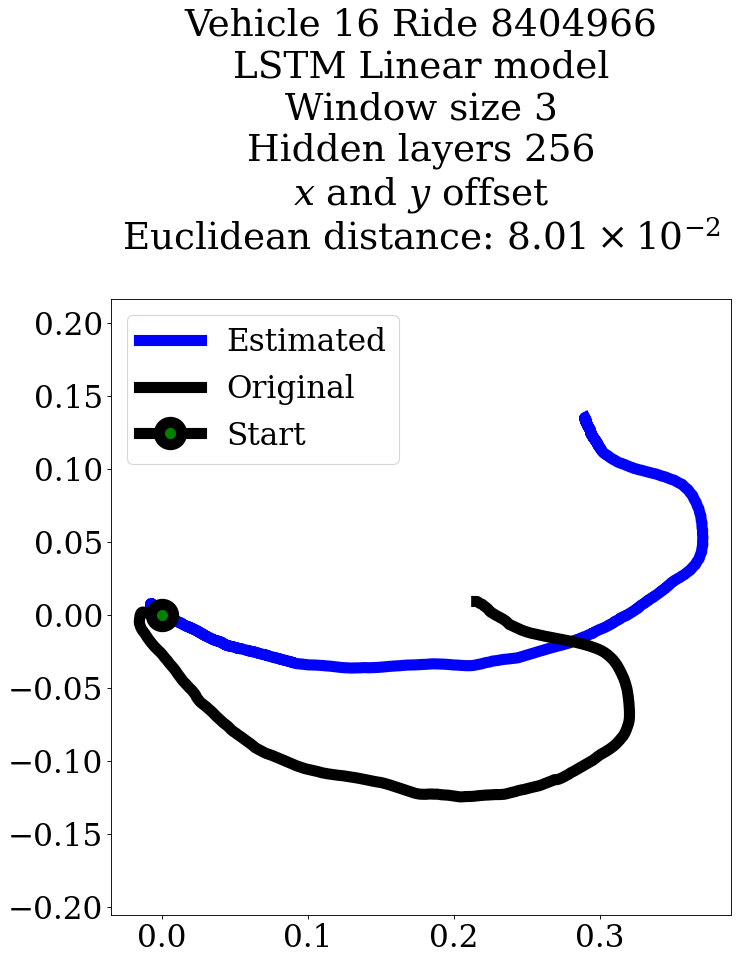 Vehicle 16 Ride 8404966
LSTM Linear model
Window size 3
Hidden layers 256
x and y offset
Euclidean distance: 8.01 × 10⁻²
Estimated
Original
Start
0.20
0.15
0.10
0.05
0.00
−0.05
−0.10
−0.15
−0.20
0.0 0.1 0.2 0.3